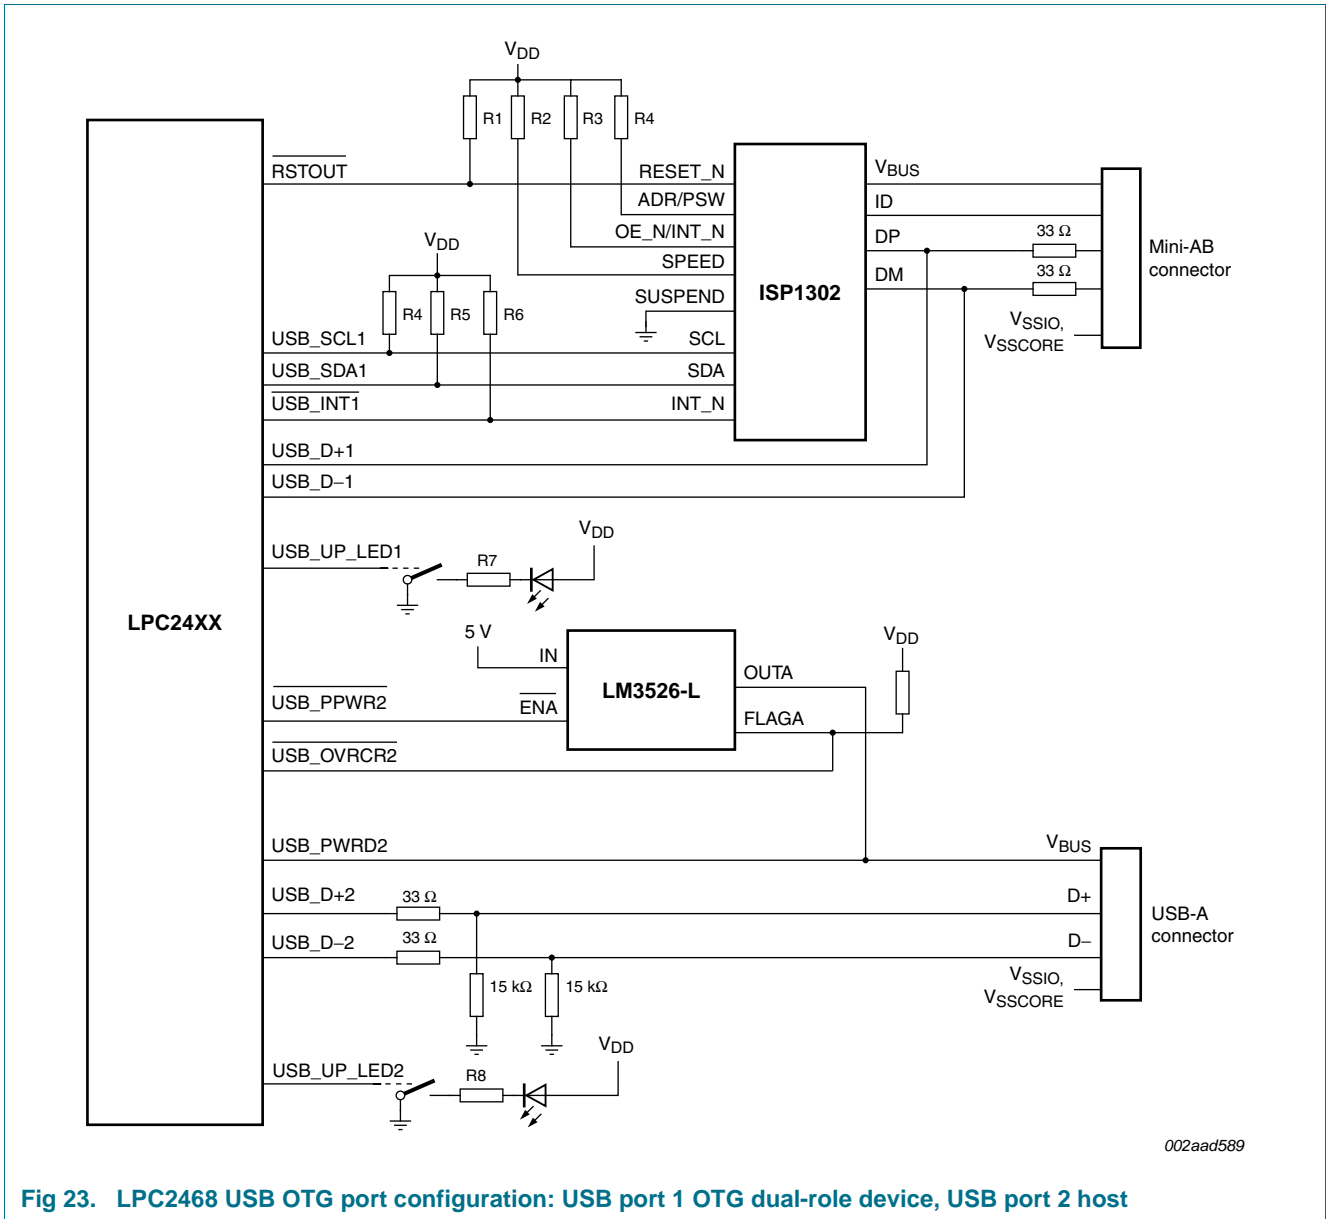 VDD
R1 R2 R3 R4
RSTOUT
RESET_N
VBUS
ADR/PSW
ID
OE_N/INT_N
DP
33 Ω
SPEED
DM
33 Ω
Mini-AB
connector
VDD
SUSPEND
ISP1302
R4 R5 R6
VSSIO,
VSSCORE
USB_SCL1
SCL
USB_SDA1
SDA
USB_INT1
INT_N
USB_D+1
USB_D−1
VDD
USB_UP_LED1
R7
LPC24XX
5 V
IN
VDD
OUTA
LM3526-L
USB_PPWR2
ENA
FLAGA
USB_OVRCR2
USB_PWRD2
VBUS
USB_D+2
33 Ω
D+
USB-A
connector
USB_D−2
33 Ω
D−
15 kΩ 15 kΩ
VSSIO,
VSSCORE
VDD
USB_UP_LED2
R8
002aad589
Fig 23. LPC2468 USB OTG port configuration: USB port 1 OTG dual-role device, USB port 2 host